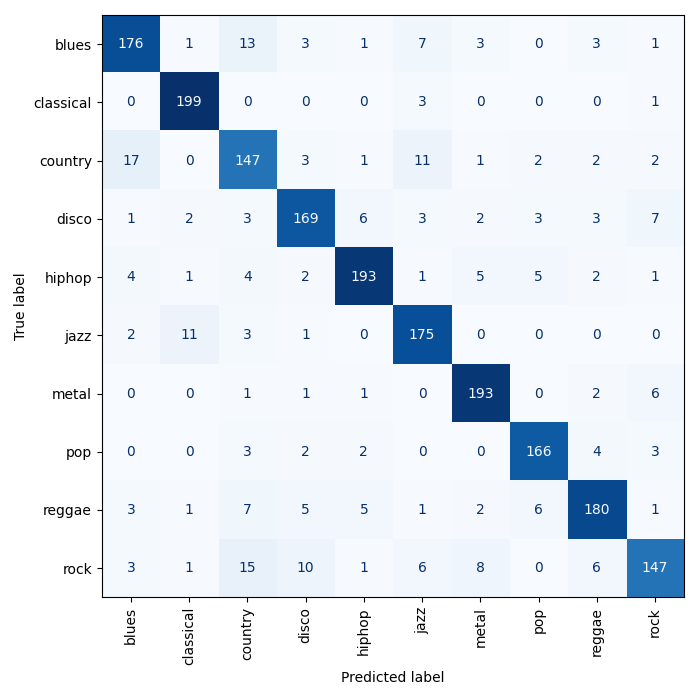 blues 176 1 13 3 1 7 3 0 3 1
classical 0 199 0 0 0 3 0 0 0 1
country 17 0 147 3 1 11 1 2 2 2
disco 1 2 3 169 6 3 2 3 3 7
hiphop 4 1 4 2 193 1 5 5 2 1
jazz 2 11 3 1 0 175 0 0 0 0
metal 0 0 1 1 1 0 193 0 2 6
pop 0 0 3 2 2 0 0 166 4 3
reggae 3 1 7 5 5 1 2 6 180 1
rock 3 1 15 10 1 6 8 0 6 147
True label
blues classical country disco hiphop jazz metal pop reggae rock
Predicted label